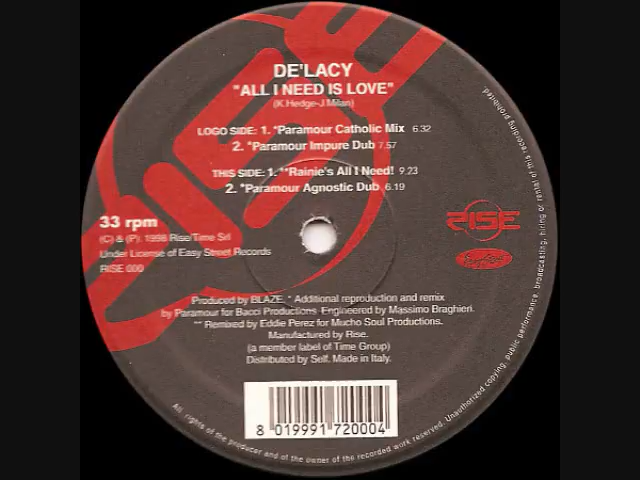 DE'LACY
"ALL I NEED IS LOVE"
(K Hedge-J Milan)
LOGO SIDE: 1. *Paramour Catholic Mix 6.32
2. *Paramour Impure Dub 7.57
THIS SIDE: 1. **Rainie's All I Need! 9.23
2. *Paramour Agnostic Dub 6.19
33 rpm
(C) & (P). 1998 Rise/Time Srl
Under License of Easy Street Records
RISE 000
RISE
Produced by BLAZE. * Additional reproduction and remix
by Paramour for Bacci Productions. Engineered by Massimo Braghieri.
** Remixed by Eddie Perez for Mucho Soul Productions.
Manufactured by Rise.
(a member label of Time Group)
Distributed by Self. Made in Italy.
8 019991 720004
All rights of the producer and of the owner of the recorded work reserved. Unauthorized copying, public performance, broadcasting, hiring or rental of this recording prohibited.